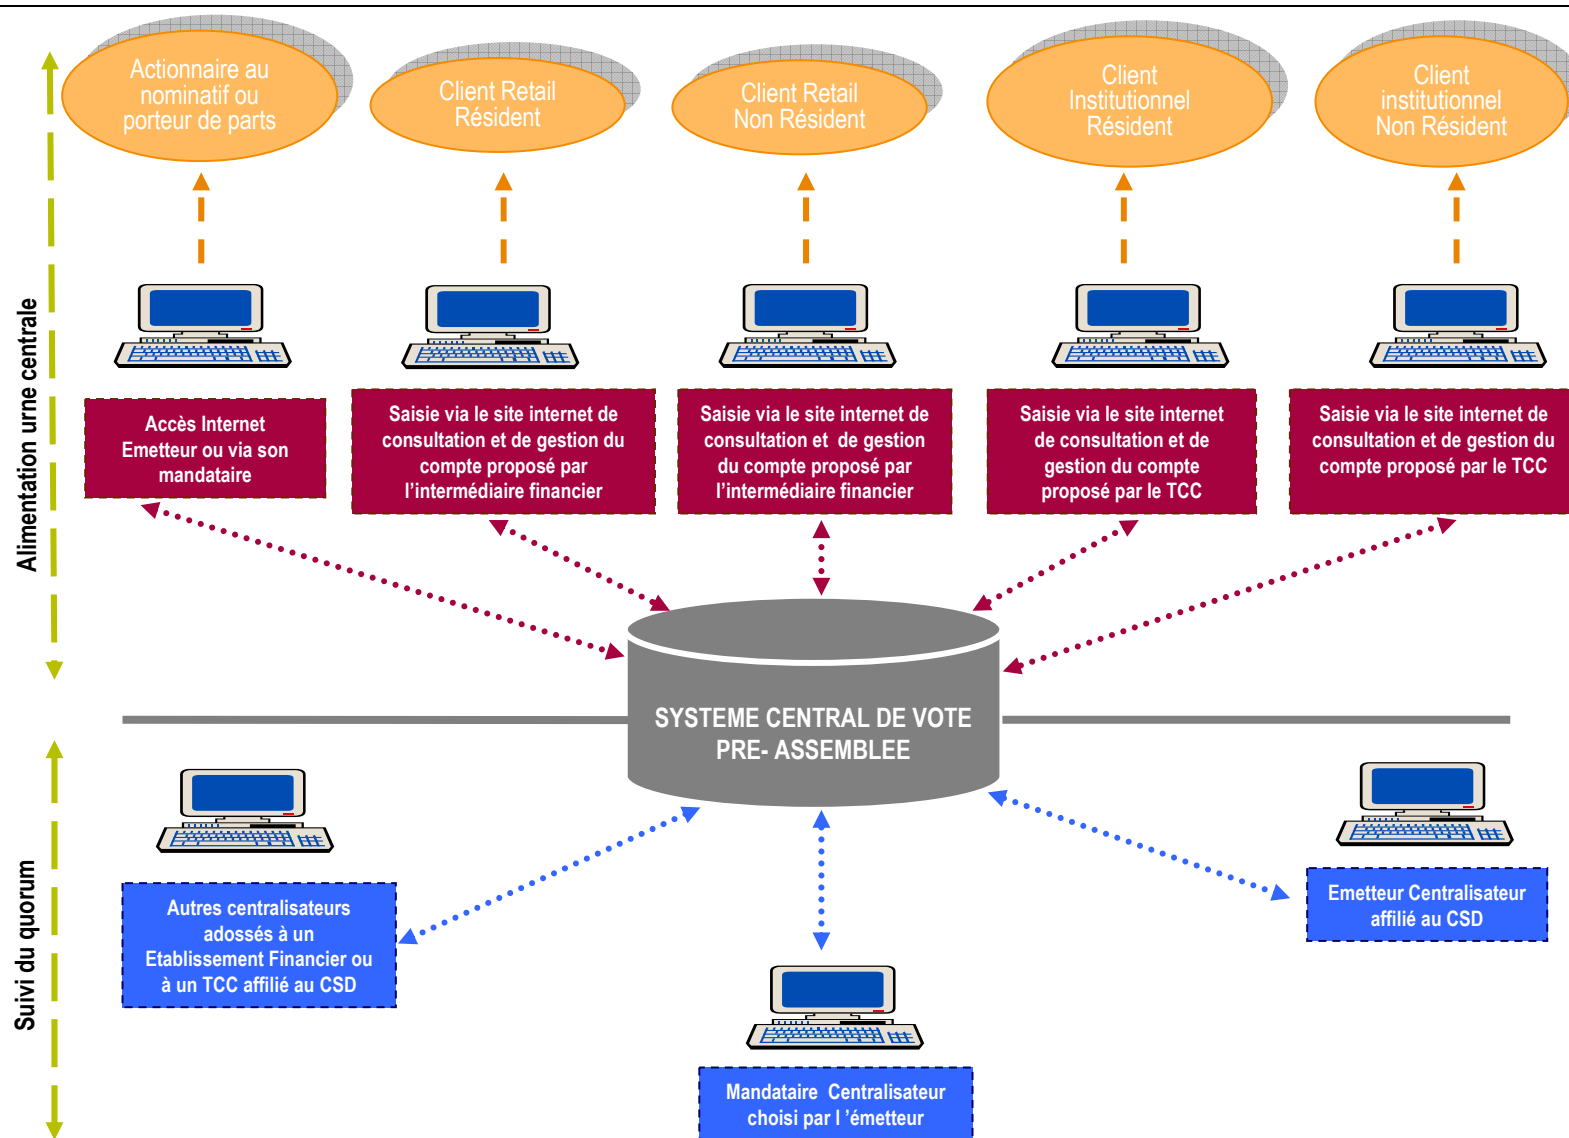 Actionnaire au
nominatif ou
porteur de parts
Client Retail
Résident
Client Retail
Non Résident
Client
Institutionnel
Résident
Client
institutionnel
Non Résident
Alimentation urne centrale
Accès Internet
Emetteur ou via son
mandataire
Saisie via le site internet de
consultation et de gestion du
compte proposé par
l’intermédiaire financier
Saisie via le site internet de
consultation et  de gestion
du compte proposé par
l’intermédiaire financier
Saisie via le site internet
de consultation et de
gestion du compte
proposé par le TCC
Saisie via le site internet de
consultation et de gestion du
compte proposé par le TCC
SYSTEME CENTRAL DE VOTE
PRE- ASSEMBLEE
Suivi du quorum
Autres centralisateurs
adossés à un
Etablissement Financier ou
à un TCC affilié au CSD
Mandataire  Centralisateur
choisi par l ’émetteur
Emetteur Centralisateur
affilié au CSD